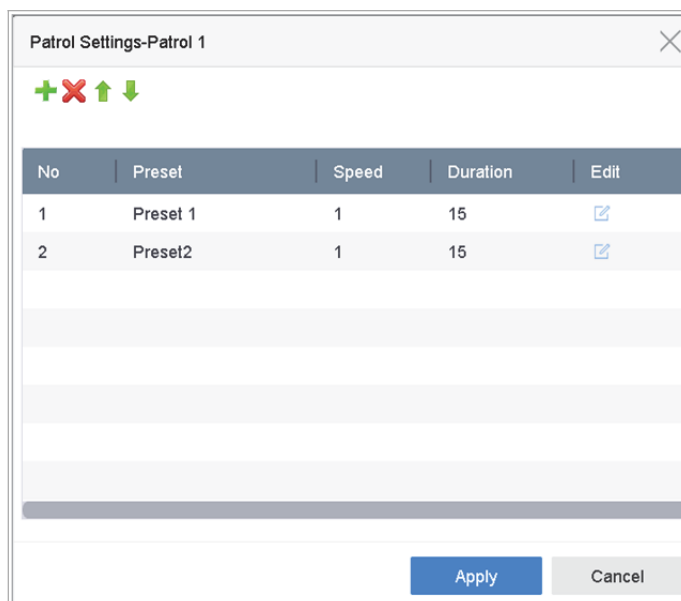 Patrol Settings-Patrol 1
No Preset Speed Duration Edit
1 Preset 1 1 15
2 Preset2 1 15
Apply Cancel